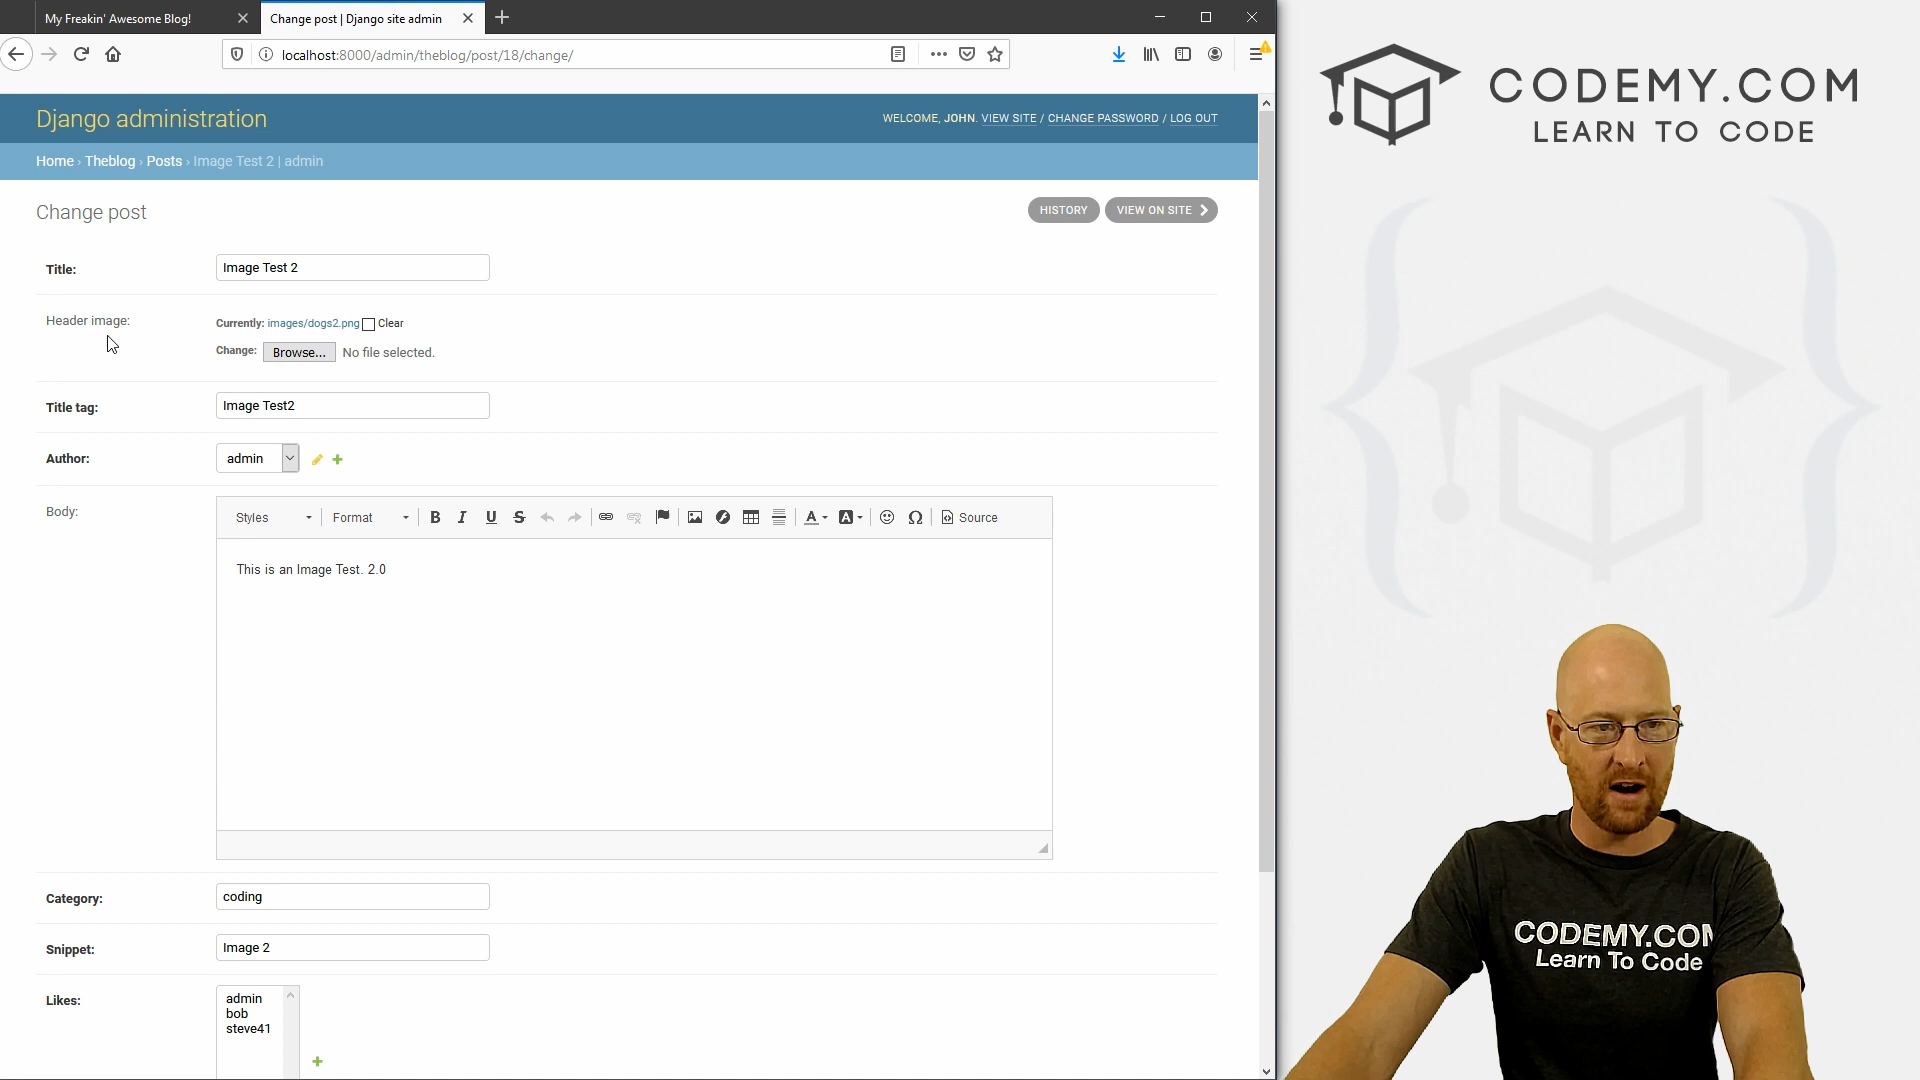 My Freakin' Awesome Blog!
Change post | Django site admin
localhost:8000/admin/theblog/post/18/change/
CODEMY.COM
LEARN TO CODE
Django administration
WELCOME, JOHN. VIEW SITE / CHANGE PASSWORD / LOG OUT
Home › Theblog › Posts › Image Test 2 | admin
Change post
HISTORY
VIEW ON SITE
Title:
Image Test 2
Header image:
Currently: images/dogs2.png Clear
Change: Browse... No file selected.
Title tag:
Image Test2
Author:
admin
Body:
Styles Format B I U S A A Ω Source
This is an Image Test. 2.0
Category:
coding
Snippet:
Image 2
Likes:
admin
bob
steve41
CODEMY.COM
Learn To Code